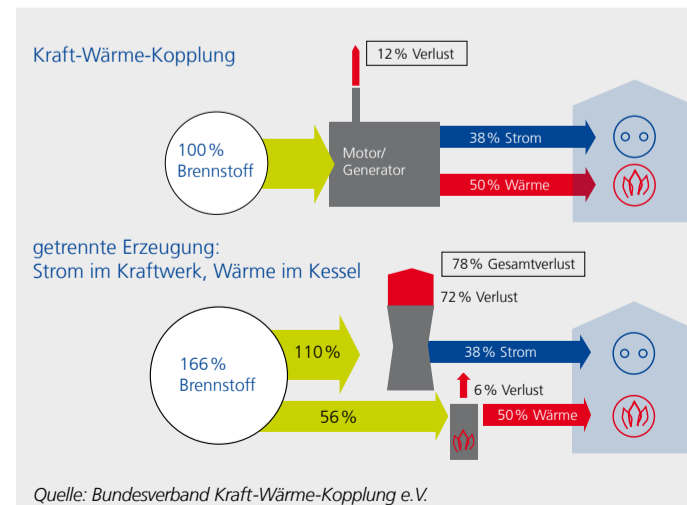 Kraft-Wärme-Kopplung
12% Verlust
100%
Brennstoff
Motor/
Generator
38% Strom
50% Wärme
getrennte Erzeugung:
Strom im Kraftwerk, Wärme im Kessel
78% Gesamtverlust
72% Verlust
166%
Brennstoff
110%
38% Strom
6% Verlust
56%
50% Wärme
Quelle: Bundesverband Kraft-Wärme-Kopplung e.V.